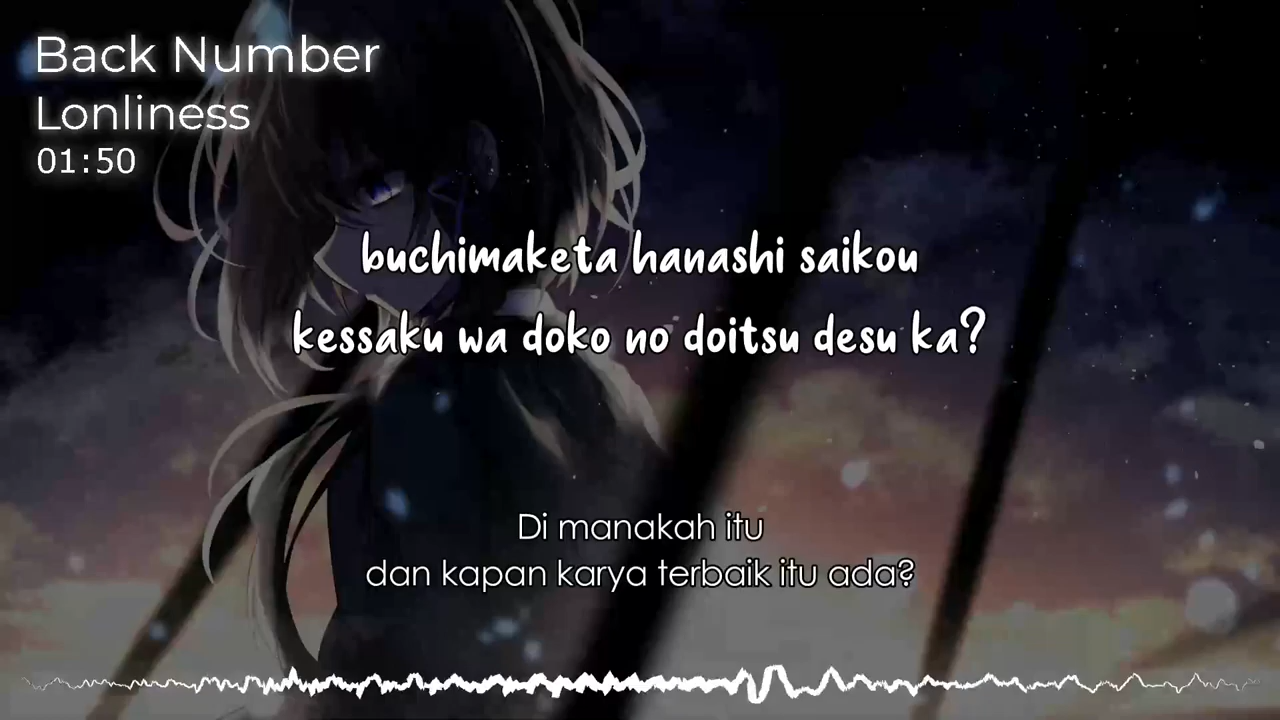 Back Number
Lonliness
01:50
buchimaketa hanashi saikou
kessaku wa doko no doitsu desu ka?
Di manakah itu
dan kapan karya terbaik itu ada?